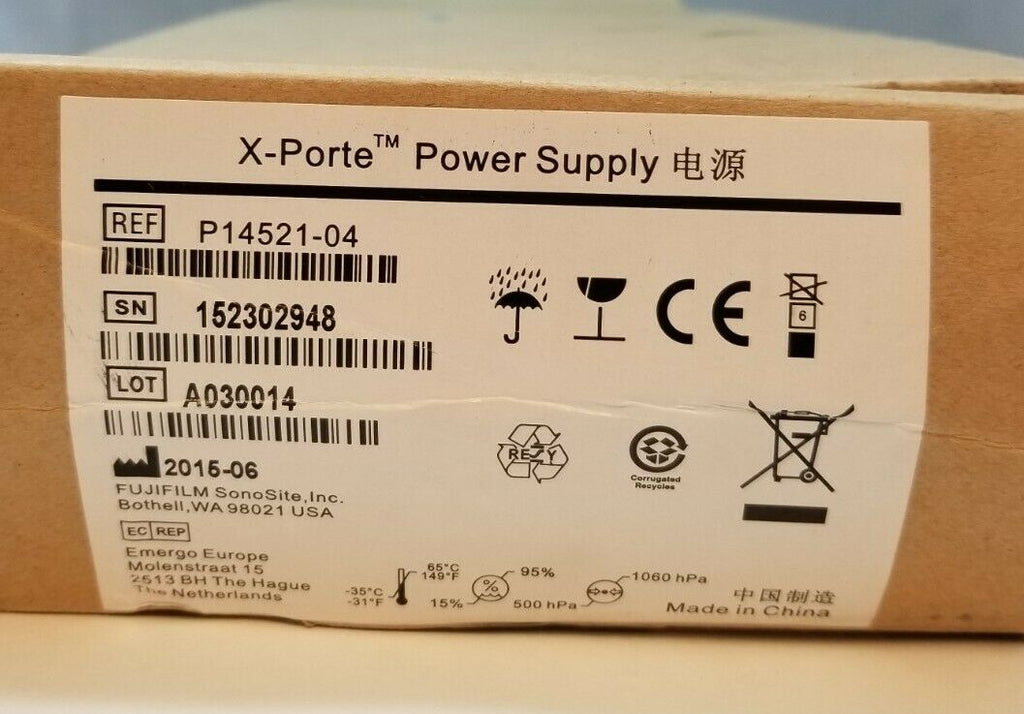 X-Porte™ Power Supply 电源
REF P14521-04
SN 152302948
LOT A030014
2015-06
FUJIFILM SonoSite,Inc.
Bothell,WA 98021 USA
EC REP
Emergo Europe
Molenstraat 15
2513 BH The Hague
The Netherlands
CE
6
RESY
Corrugated
Recycles
65°C
149°F
-35°C
-31°F
95%
15%
%
1060 hPa
500 hPa
中国制造
Made in China